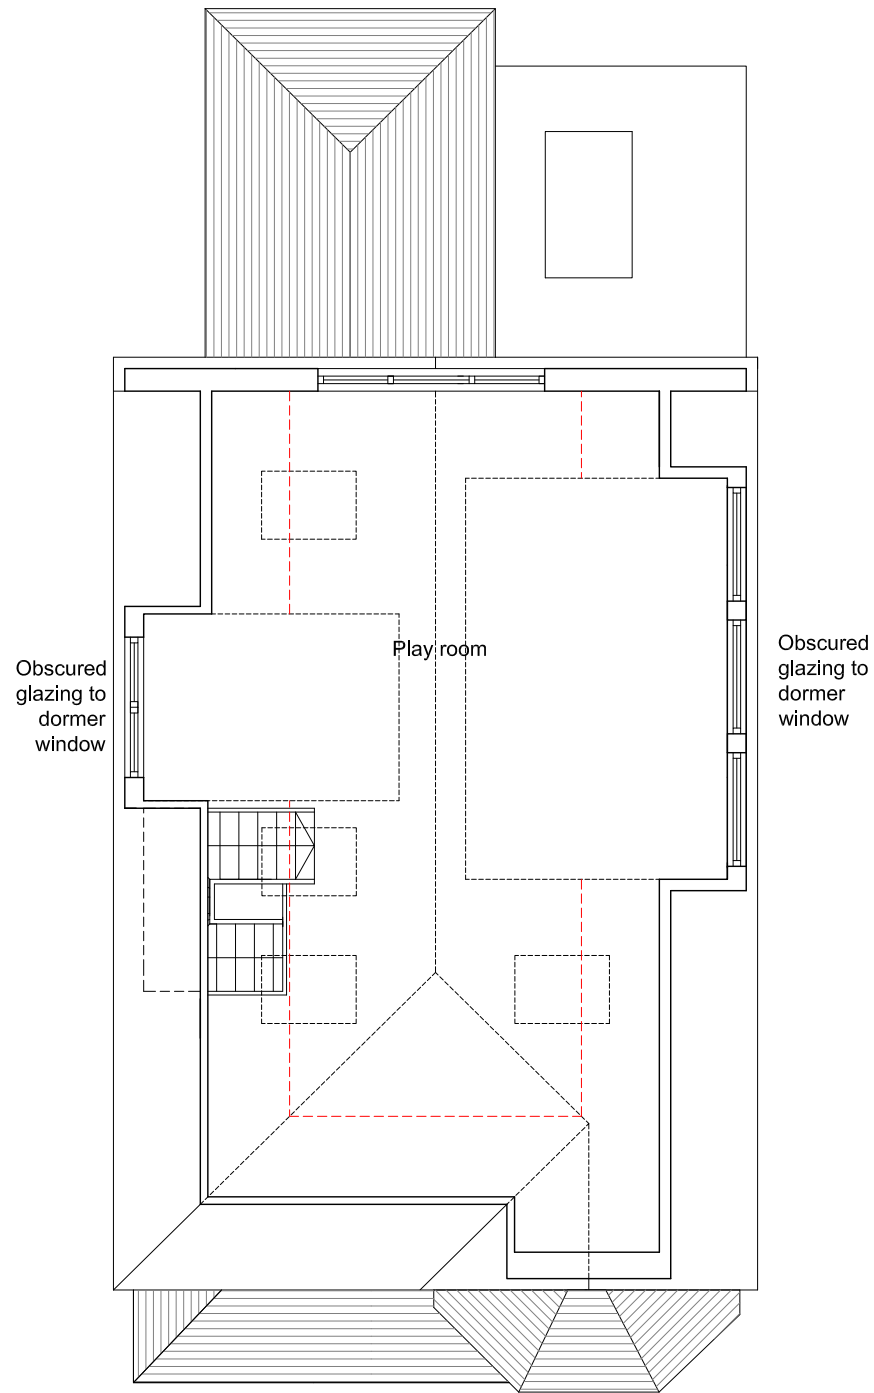 Play room
Obscured
glazing to
dormer
window
Obscured
glazing to
dormer
window